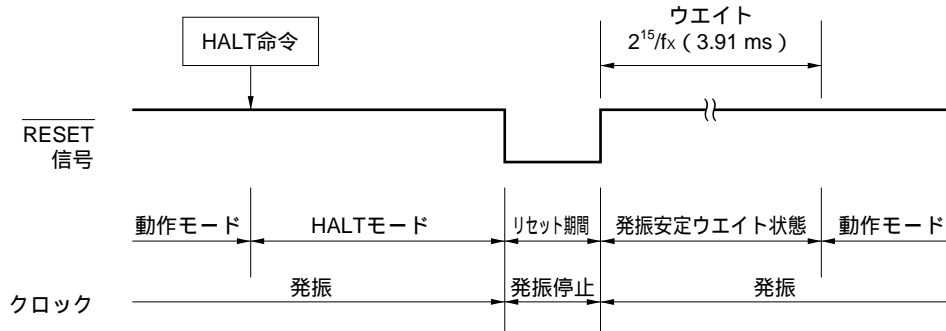 ウエイト
2¹⁵/fx（3.91 ms）
HALT命令
RESET
信号
動作モード HALTモード リセット期間 発振安定ウエイト状態 動作モード
クロック 発振 発振停止 発振